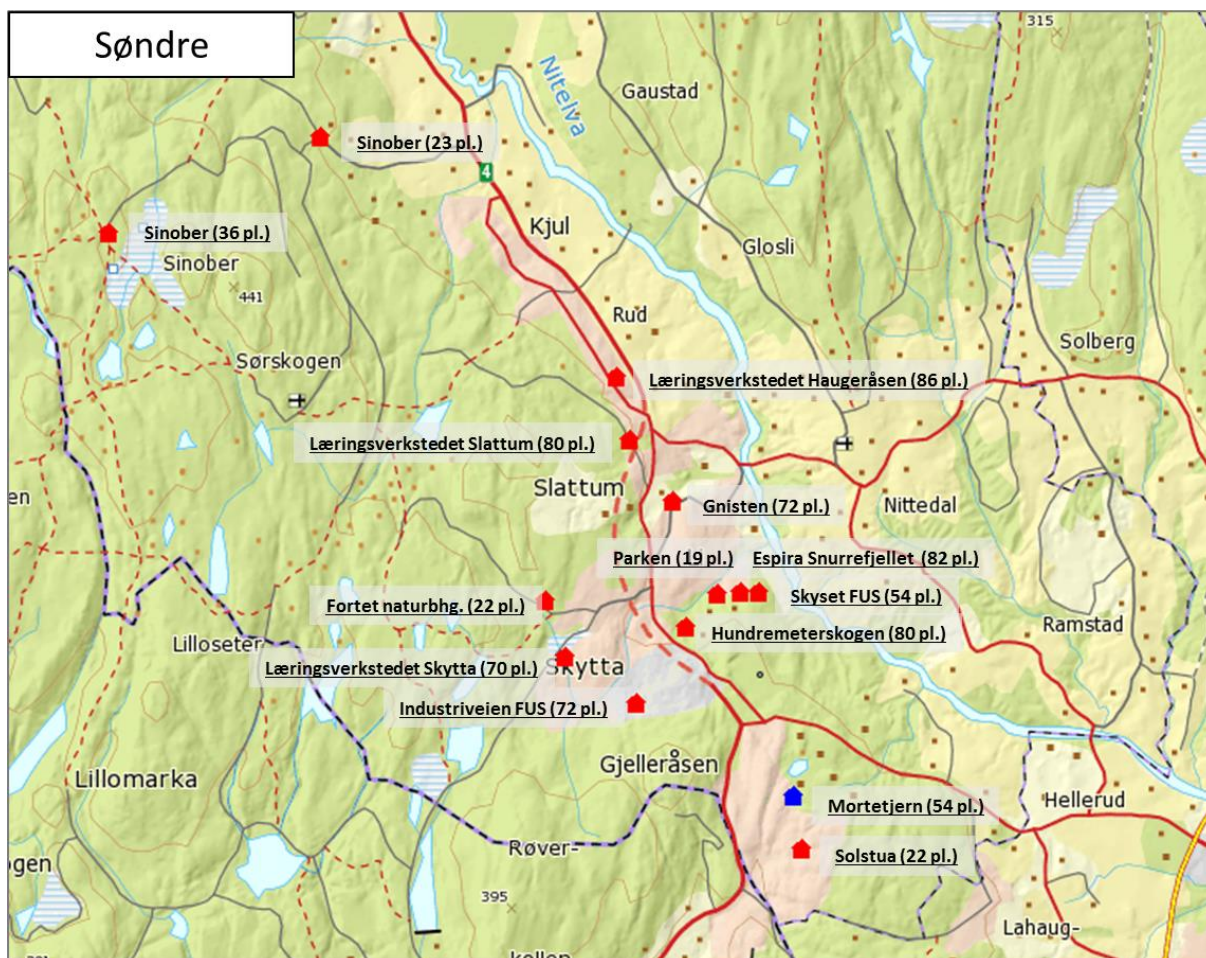 Søndre
315
Nitelva
Gaustad
Sinober (23 pl.)
4
Kjul
Sinober (36 pl.)
Sinober
Glosli
441
Rud
Solberg
Sørskogen
Læringsverkstedet Haugeråsen (86 pl.)
Læringsverkstedet Slattum (80 pl.)
Slattum
en
Gnisten (72 pl.)
Nittedal
Parken (19 pl.)
Espira Snurrefjellet (82 pl.)
Skyset FUS (54 pl.)
Fortet naturbhg. (22 pl.)
Hundremeterskogen (80 pl.)
Ramstad
Lilloseter
Læringsverkstedet Skytta (70 pl.)
Skytta
Industriveien FUS (72 pl.)
Lillomarka
Gjelleråsen
Mortetjern (54 pl.)
Hellerud
Røver-
Solstua (22 pl.)
ogen
395
Lahaug-
kollen